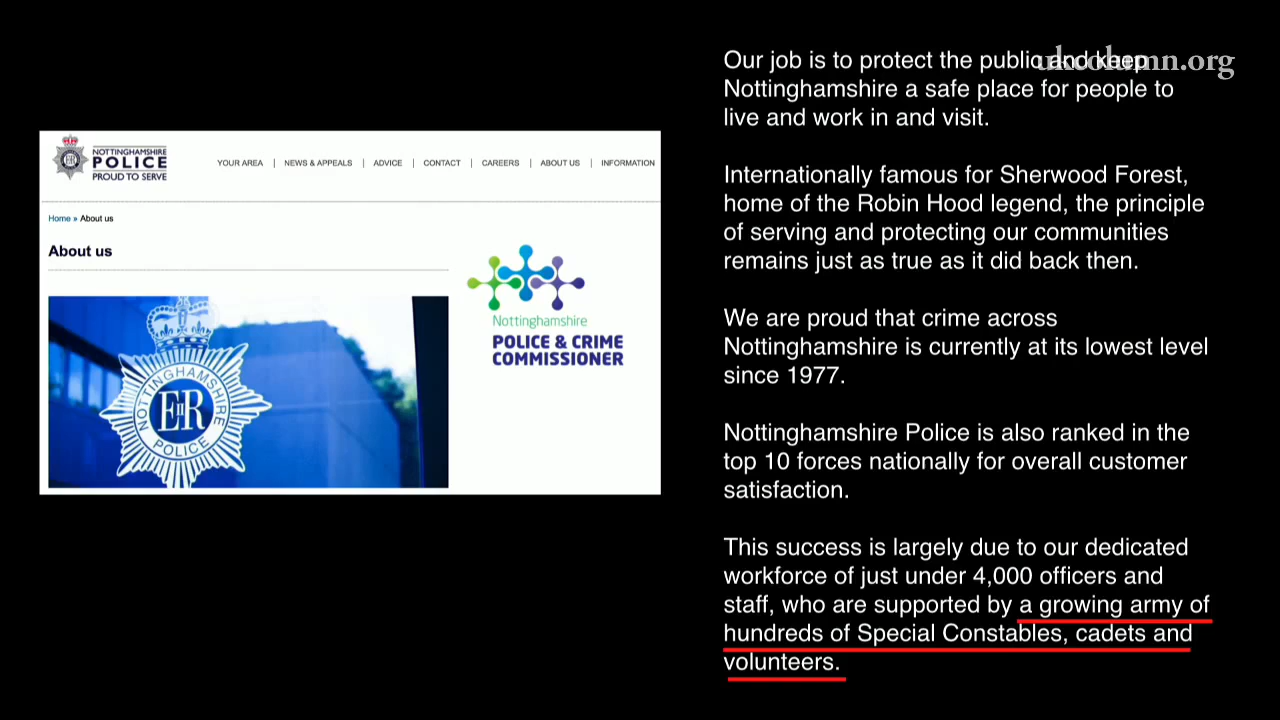 ukcolumn.org
NOTTINGHAMSHIRE
POLICE
PROUD TO SERVE
YOUR AREA | NEWS & APPEALS | ADVICE | CONTACT | CAREERS | ABOUT US | INFORMATION
Home » About us
About us
NOTTINGHAMSHIRE
EIIR
POLICE
Nottinghamshire
POLICE & CRIME
COMMISSIONER
Our job is to protect the public and keep
Nottinghamshire a safe place for people to
live and work in and visit.
Internationally famous for Sherwood Forest,
home of the Robin Hood legend, the principle
of serving and protecting our communities
remains just as true as it did back then.
We are proud that crime across
Nottinghamshire is currently at its lowest level
since 1977.
Nottinghamshire Police is also ranked in the
top 10 forces nationally for overall customer
satisfaction.
This success is largely due to our dedicated
workforce of just under 4,000 officers and
staff, who are supported by a growing army of
hundreds of Special Constables, cadets and
volunteers.